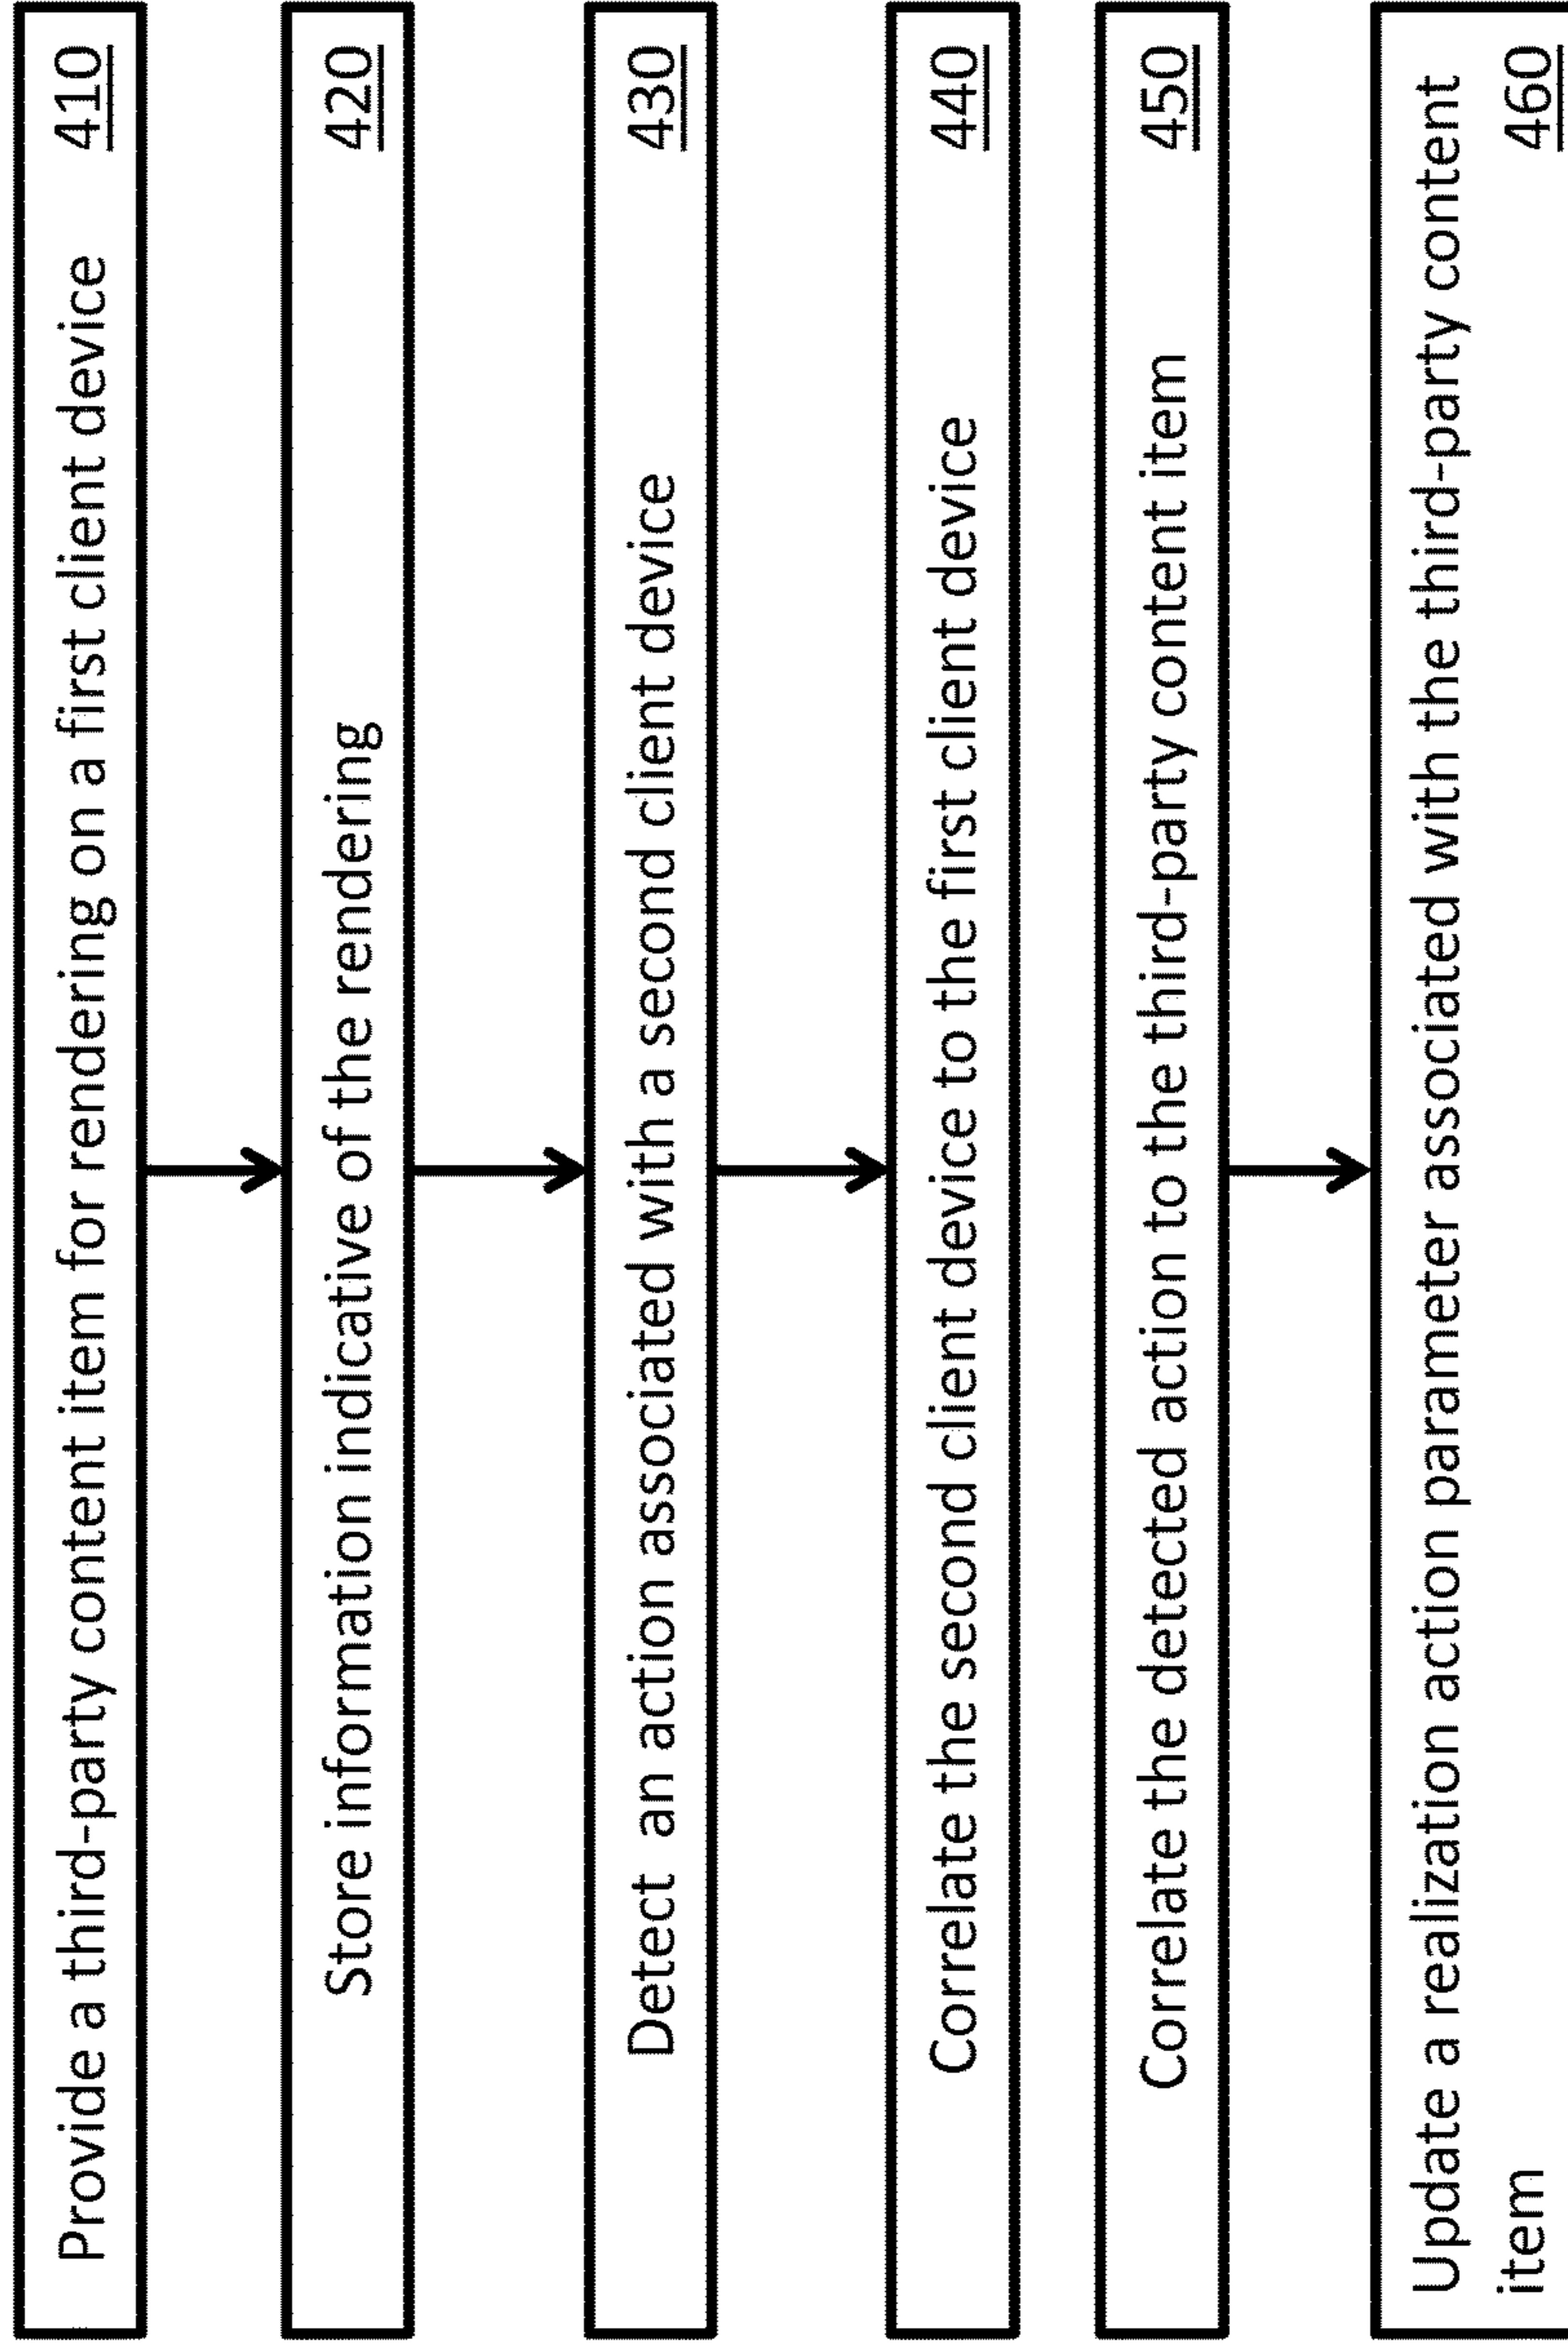 Provide a third-party content item for rendering on a first client device 410
Store information indicative of the rendering 420
Detect an action associated with a second client device 430
Correlate the second client device to the first client device 440
Correlate the detected action to the third-party content item 450
Update a realization action parameter associated with the third-party content
item 460